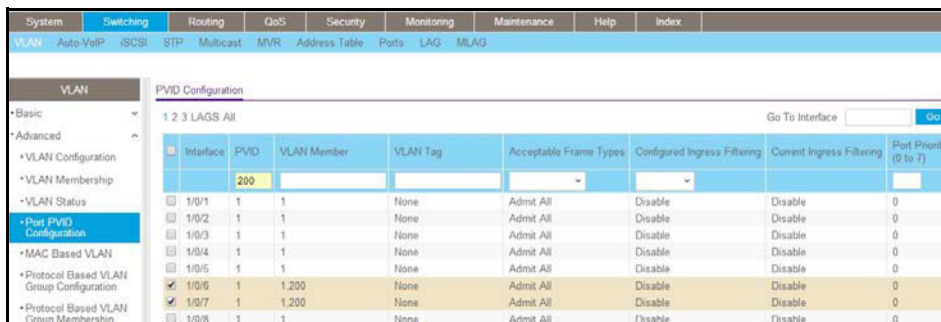 System Switching Routing QoS Security Monitoring Maintenance Help Index
VLAN Auto-VoIP iSCSI STP Multicast MVR Address Table Ports LAG MLAG
VLAN
Basic
Advanced
VLAN Configuration
VLAN Membership
VLAN Status
Port PVID
Configuration
MAC Based VLAN
Protocol Based VLAN
Group Configuration
Protocol Based VLAN
Group Membership
PVID Configuration
1 2 3 LAGS All Go To Interface Go
Interface PVID VLAN Member VLAN Tag Acceptable Frame Types Configured Ingress Filtering Current Ingress Filtering Port Priorit
(0 to 7)
200
1/0/1 1 1 None Admit All Disable Disable 0
1/0/2 1 1 None Admit All Disable Disable 0
1/0/3 1 1 None Admit All Disable Disable 0
1/0/4 1 1 None Admit All Disable Disable 0
1/0/5 1 1 None Admit All Disable Disable 0
1/0/6 1 1,200 None Admit All Disable Disable 0
1/0/7 1 1,200 None Admit All Disable Disable 0
1/0/8 1 1 None Admit All Disable Disable 0